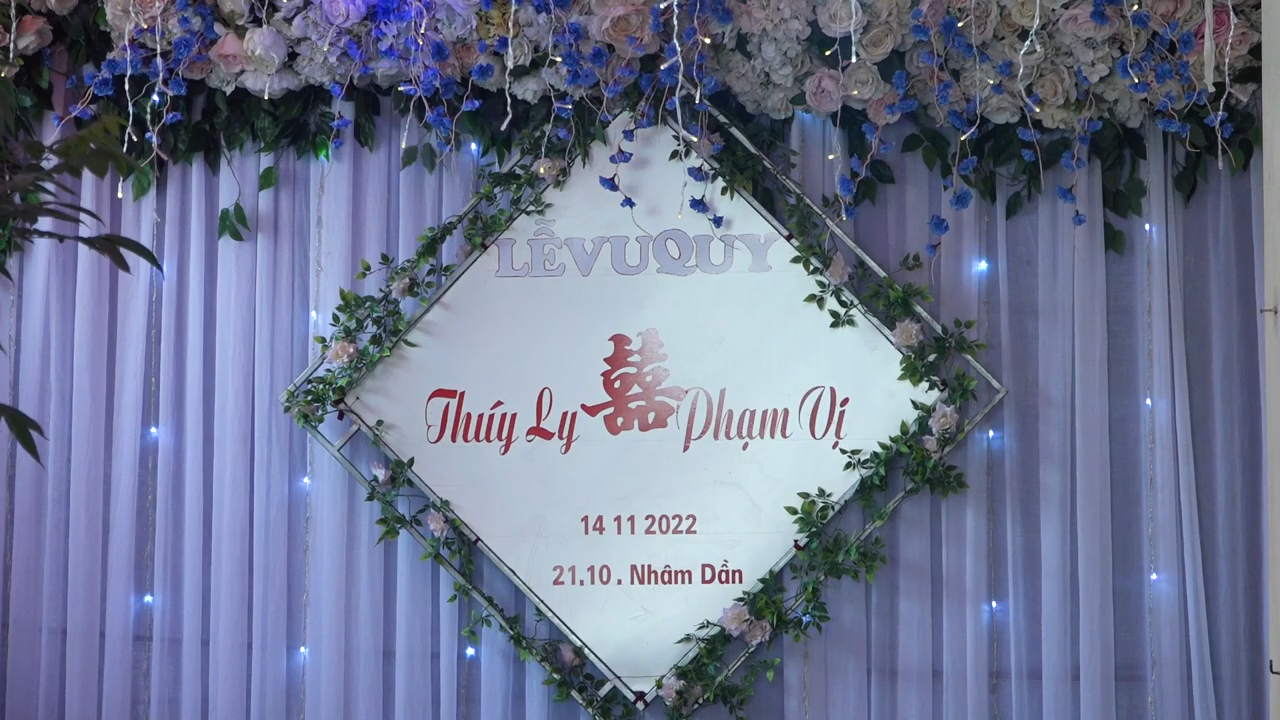 LỄ VU QUY
Thúy Ly 囍 Phạm Vị
14 11 2022
21.10 . Nhâm Dần